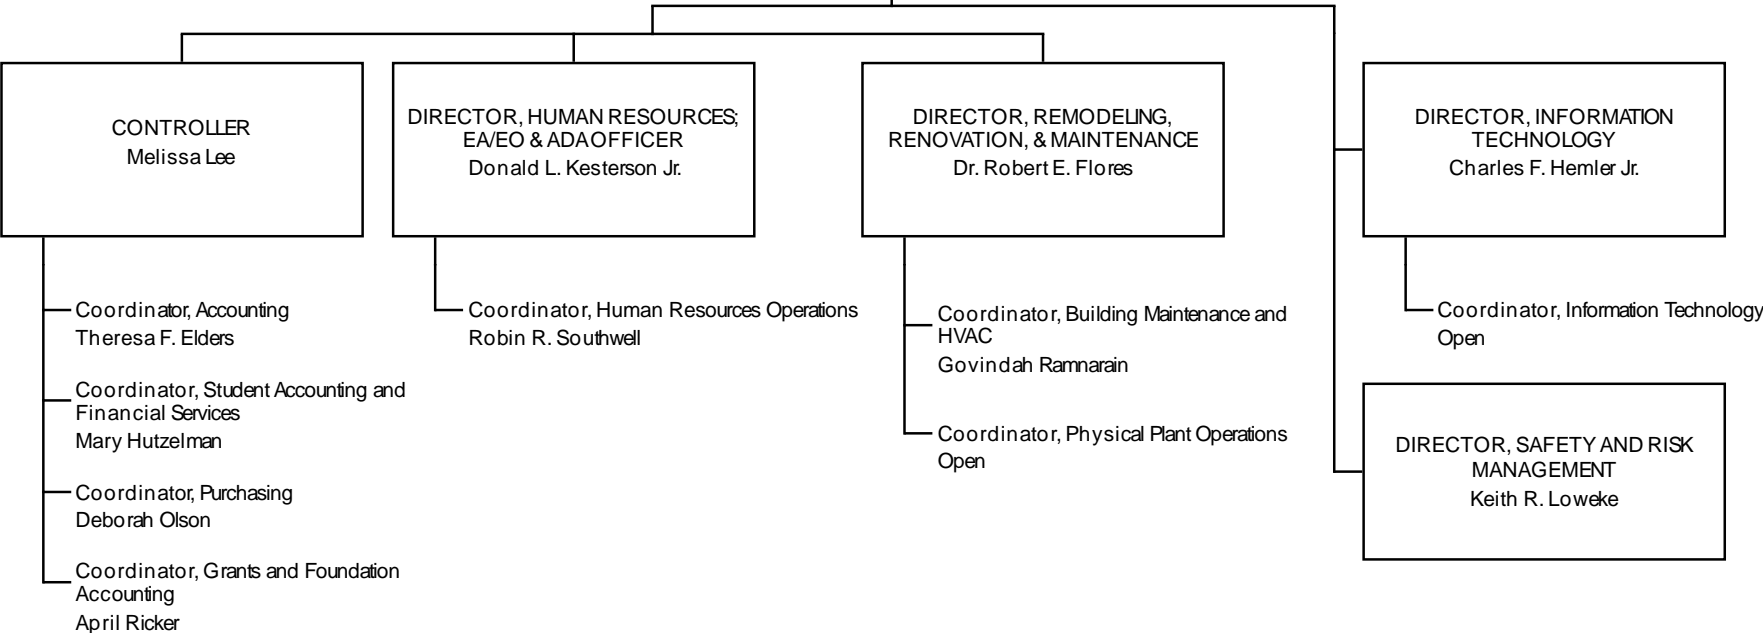 CONTROLLER
Melissa Lee
DIRECTOR, HUMAN RESOURCES;
EA/EO & ADA OFFICER
Donald L. Kesterson Jr.
DIRECTOR, REMODELING,
RENOVATION, & MAINTENANCE
Dr. Robert E. Flores
DIRECTOR, INFORMATION
TECHNOLOGY
Charles F. Hemler Jr.
Coordinator, Accounting
Theresa F. Elders
Coordinator, Student Accounting and
Financial Services
Mary Hutzelman
Coordinator, Purchasing
Deborah Olson
Coordinator, Grants and Foundation
Accounting
April Ricker
Coordinator, Human Resources Operations
Robin R. Southwell
Coordinator, Building Maintenance and
HVAC
Govindah Ramnarain
Coordinator, Physical Plant Operations
Open
Coordinator, Information Technology
Open
DIRECTOR, SAFETY AND RISK
MANAGEMENT
Keith R. Loweke